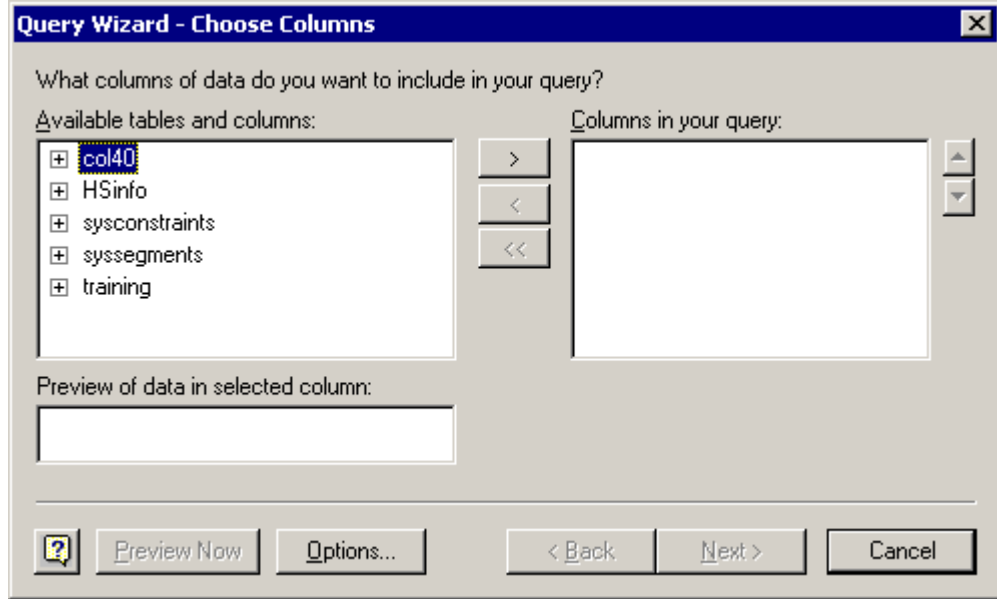 Query Wizard - Choose Columns
What columns of data do you want to include in your query?
Available tables and columns:
Columns in your query:
col40
HSinfo
sysconstraints
syssegments
training
>
<
<<
Preview of data in selected column:
Preview Now
Options...
< Back
Next >
Cancel